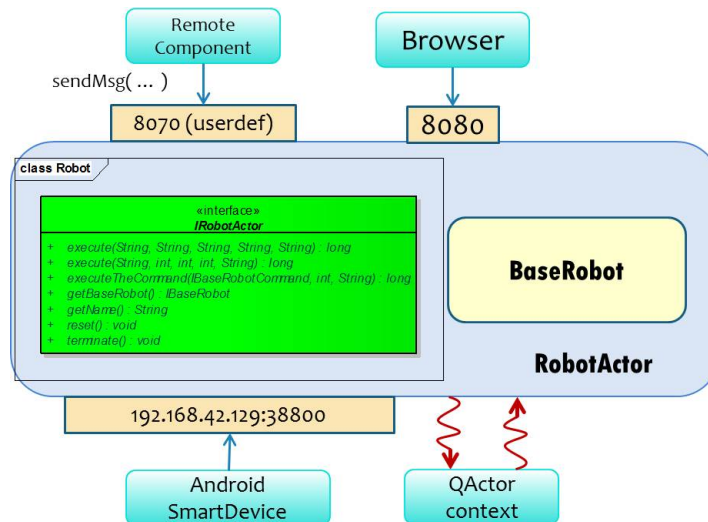 Remote
Component
Browser
sendMsg( ... )
8070 (userdef)
8080
class Robot
«interface»
IRobotActor
+ execute(String, String, String, String, String) : long
+ execute(String, int, int, int, String) : long
+ executeTheCommand(IBaseRobotCommand, int, String) : long
+ getBaseRobot() : IBaseRobot
+ getName() : String
+ reset() : void
+ terminate() : void
BaseRobot
RobotActor
192.168.42.129:38800
Android
SmartDevice
QActor
context